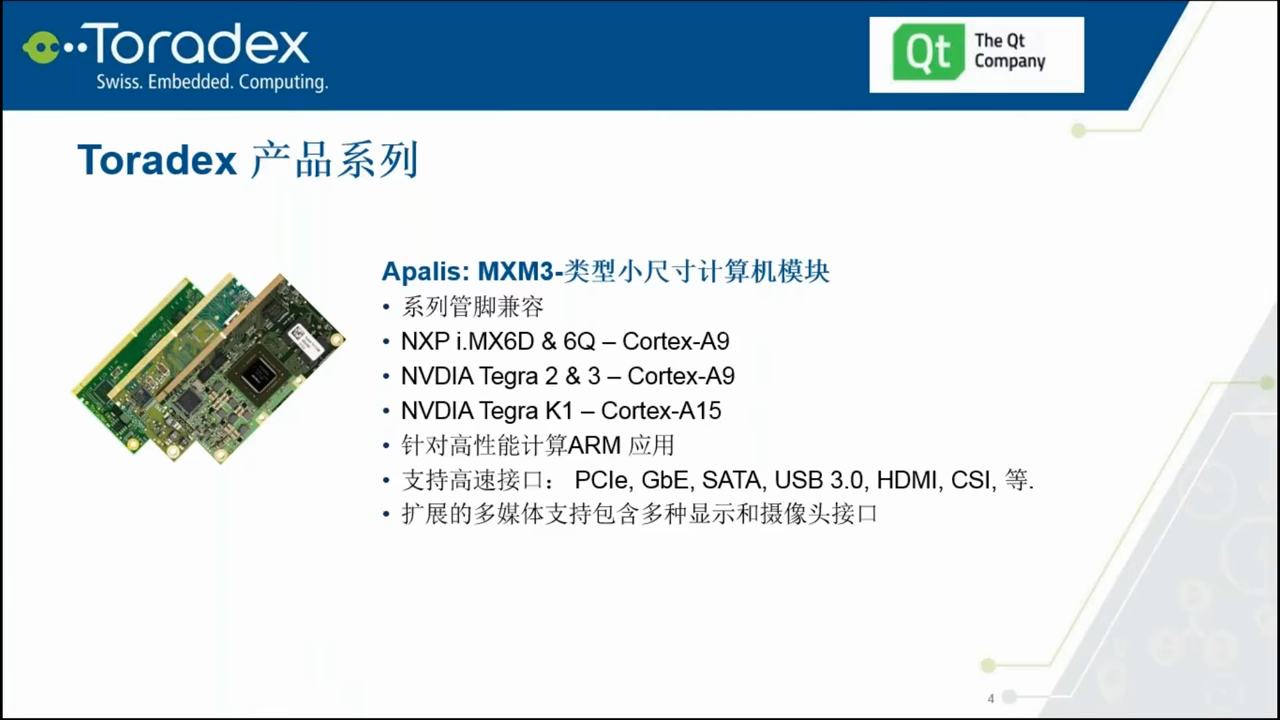 Toradex
Swiss. Embedded. Computing.
Qt The Qt Company
Toradex 产品系列
Apalis: MXM3-类型小尺寸计算机模块
• 系列管脚兼容
• NXP i.MX6D & 6Q – Cortex-A9
• NVDIA Tegra 2 & 3 – Cortex-A9
• NVDIA Tegra K1 – Cortex-A15
• 针对高性能计算ARM 应用
• 支持高速接口： PCIe, GbE, SATA, USB 3.0, HDMI, CSI, 等.
• 扩展的多媒体支持包含多种显示和摄像头接口
4